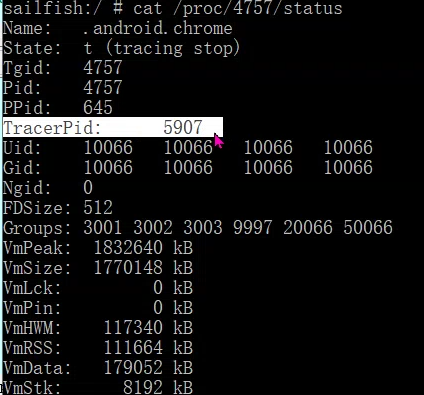 sailfish:/ # cat /proc/4757/status
Name:   .android.chrome
State:  t (tracing stop)
Tgid:   4757
Pid:    4757
PPid:   645
TracerPid:      5907
Uid:    10066   10066   10066   10066
Gid:    10066   10066   10066   10066
Ngid:   0
FDSize: 512
Groups: 3001 3002 3003 9997 20066 50066
VmPeak:  1832640 kB
VmSize:  1770148 kB
VmLck:         0 kB
VmPin:         0 kB
VmHWM:    117340 kB
VmRSS:    111664 kB
VmData:   179052 kB
VmStk:      8192 kB